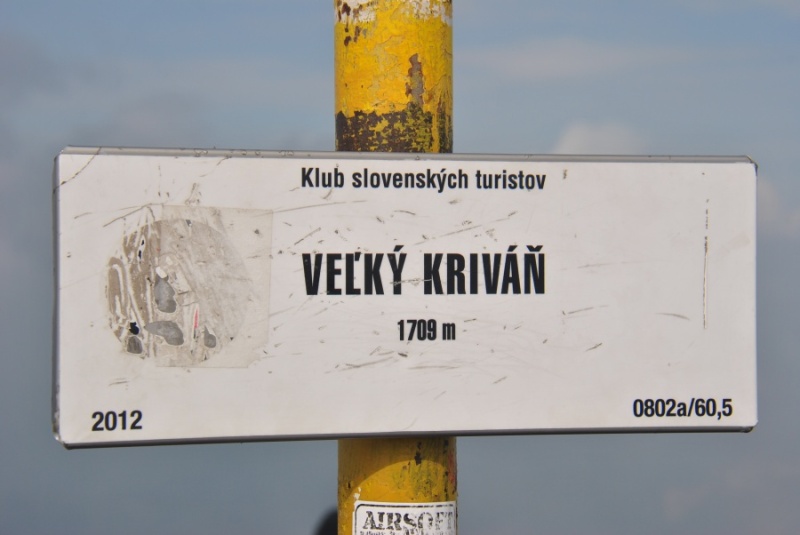 Klub slovenských turistov
VEĽKÝ KRIVÁŇ
1709 m
2012
0802a/60,5
AIRSOFT